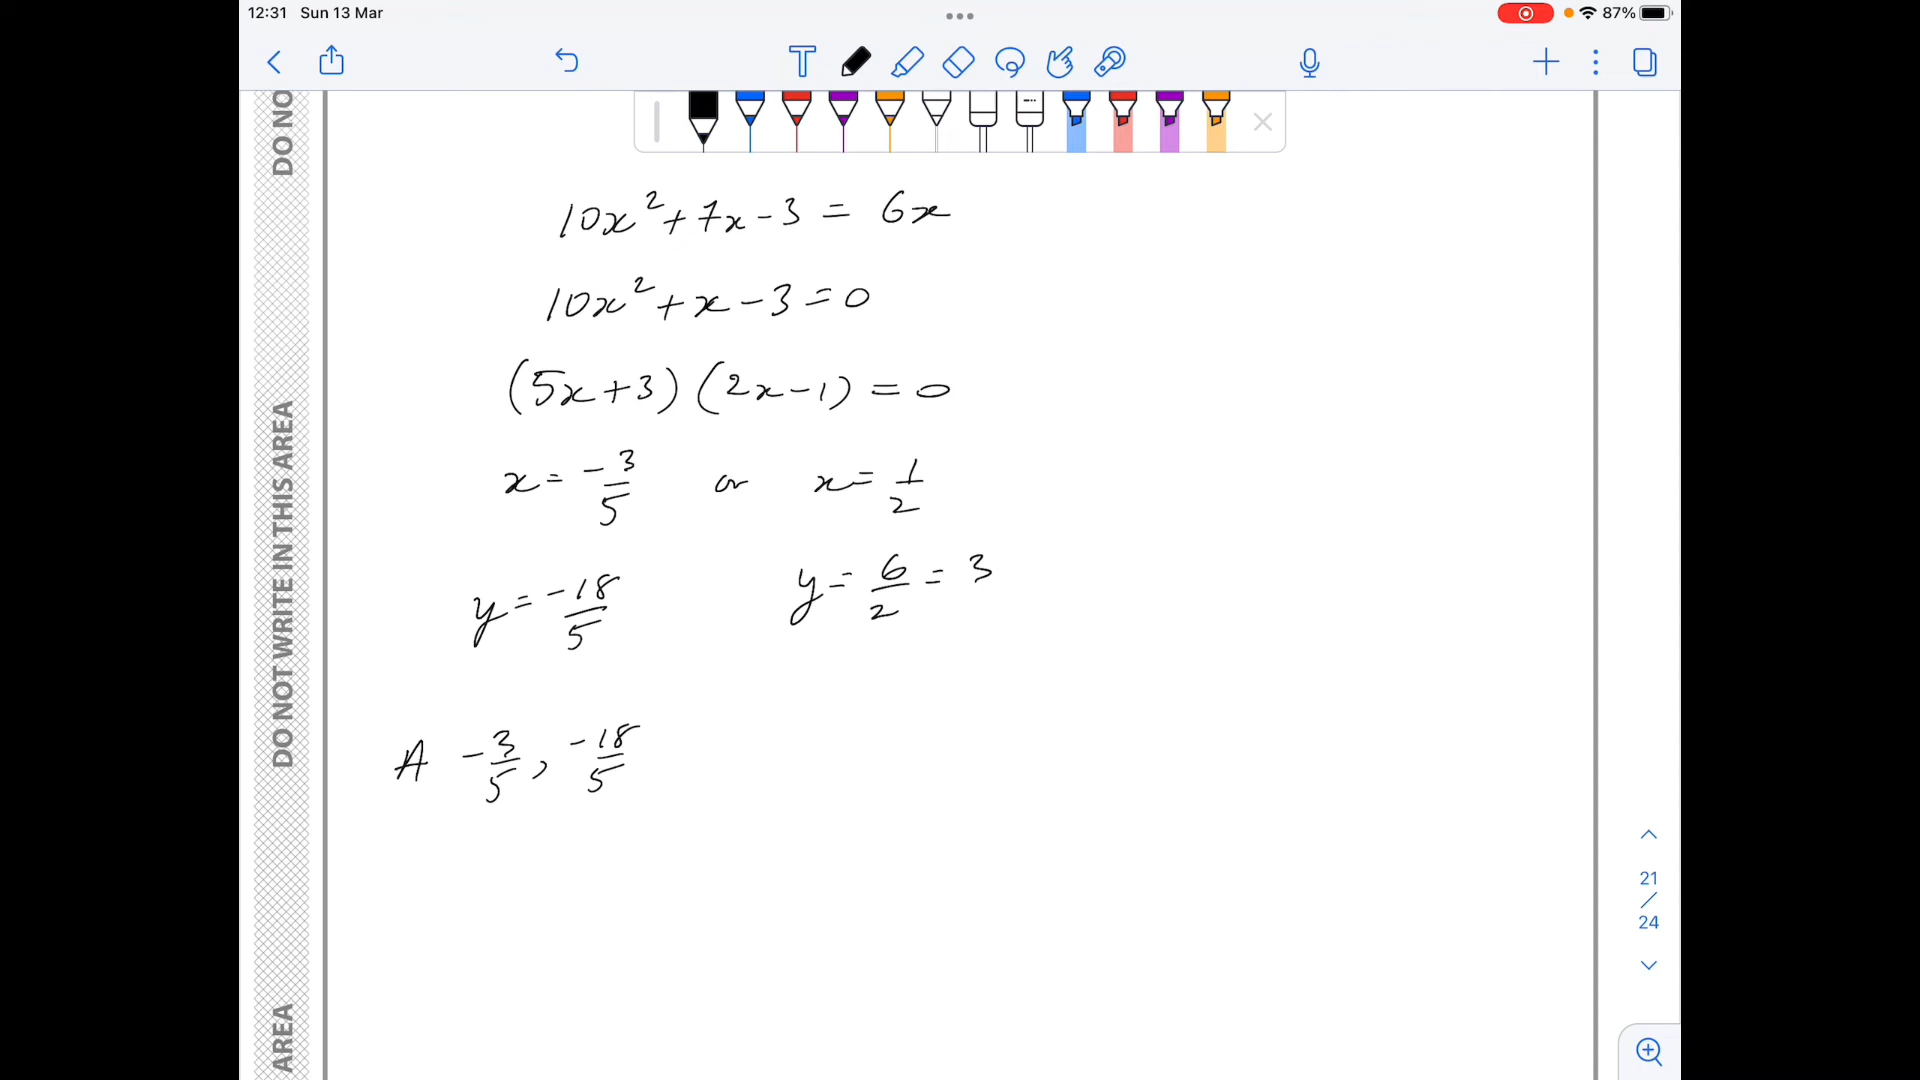 12:31 Sun 13 Mar
87%
T
DO NO
10x² + 7x - 3 = 6x
10x² + x - 3 = 0
(5x + 3) (2x - 1) = 0
x = -3/5 or x = 1/2
y = -18/5 y = 6/2 = 3
A -3/5, -18/5
DO NOT WRITE IN THIS AREA
21
/
24
AREA